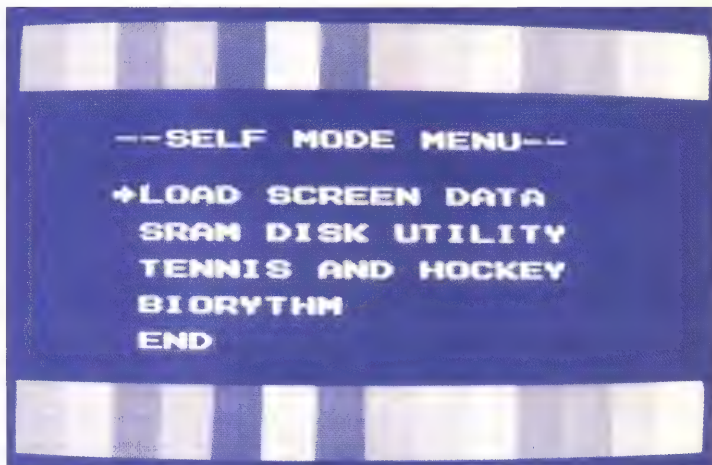 --SELF MODE MENU--
➔LOAD SCREEN DATA
SRAM DISK UTILITY
TENNIS AND HOCKEY
BIORYTHM
END